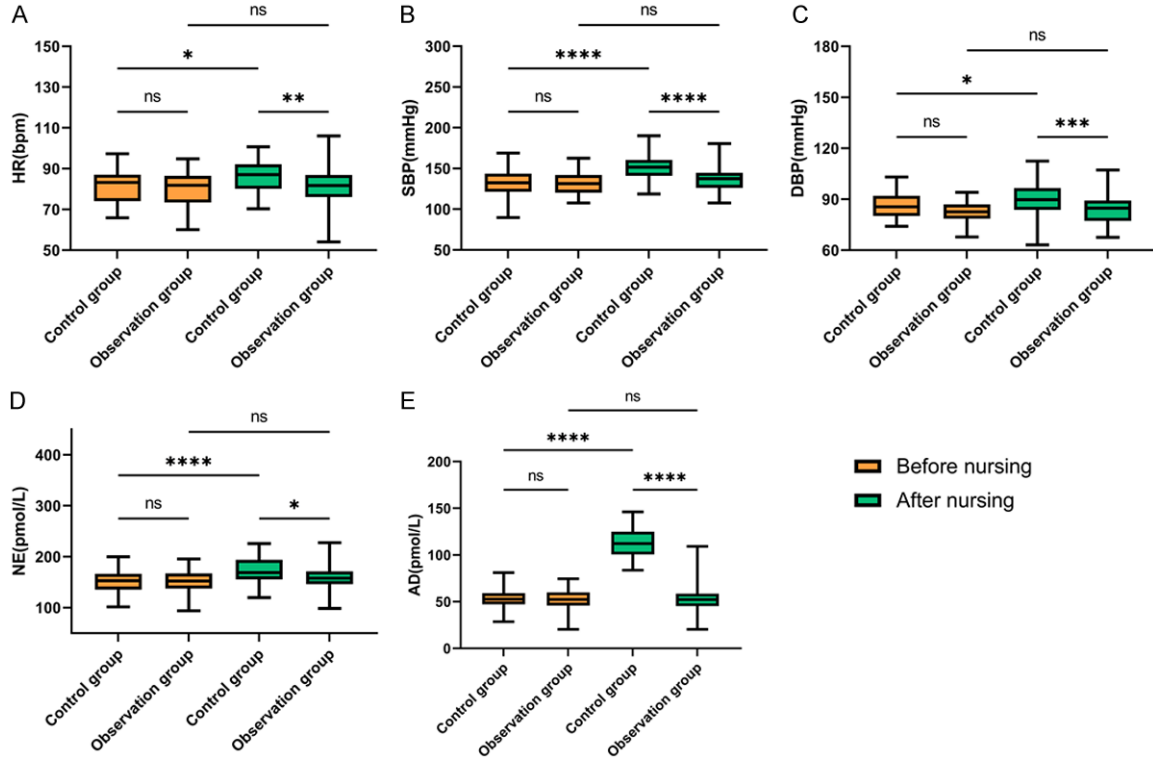 A
ns
*
ns
**
HR(bpm)
150
130
110
90
70
50
Control group
Observation group
Control group
Observation group
B
ns
****
ns
****
SBP(mmHg)
300
250
200
150
100
50
Control group
Observation group
Control group
Observation group
C
ns
*
ns
***
DBP(mmHg)
180
150
120
90
60
Control group
Observation group
Control group
Observation group
D
ns
****
ns
*
NE(pmol/L)
400
300
200
100
Control group
Observation group
Control group
Observation group
E
ns
****
ns
****
AD(pmol/L)
200
150
100
50
0
Control group
Observation group
Control group
Observation group
Before nursing
After nursing